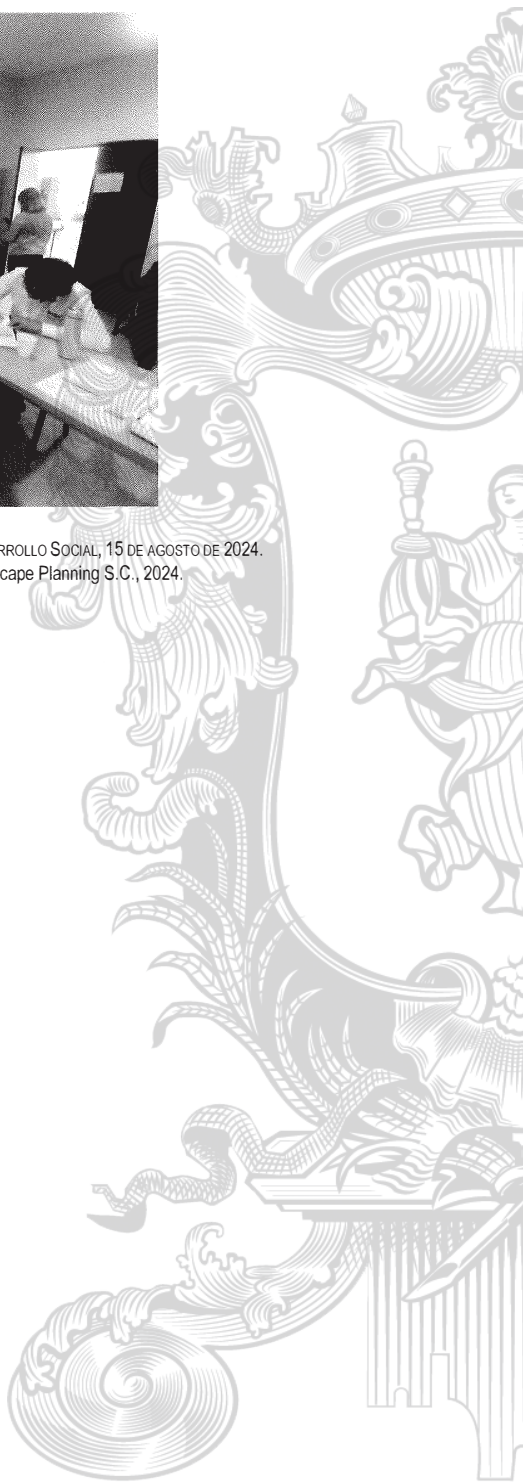 RROLLO SOCIAL, 15 DE AGOSTO DE 2024.
cape Planning S.C., 2024.